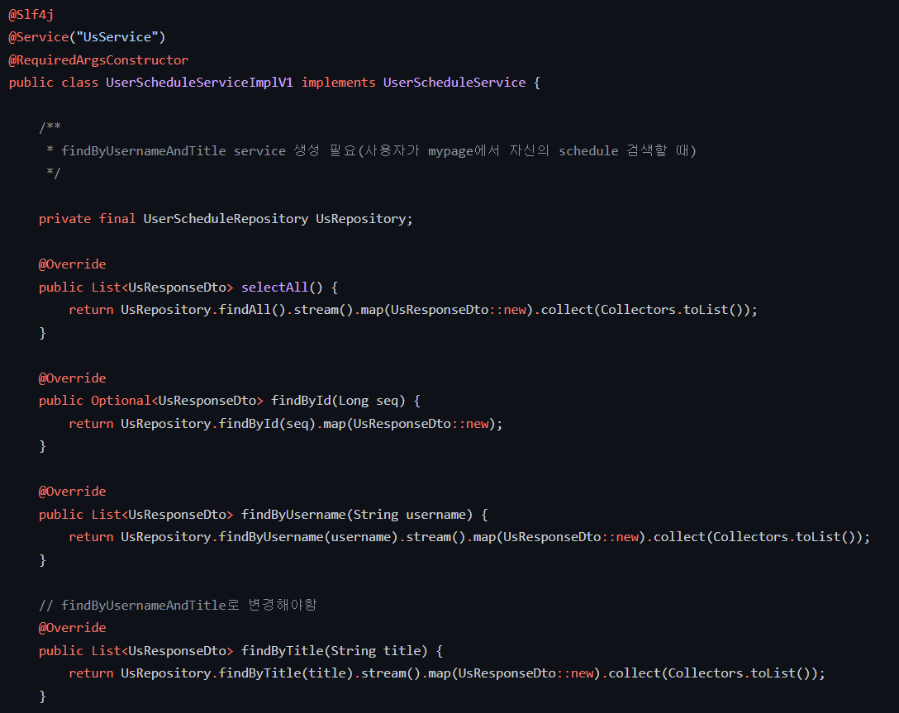 @Slf4j
@Service("UsService")
@RequiredArgsConstructor
public class UserScheduleServiceImplV1 implements UserScheduleService {
/**
* findByUsernameAndTitle service 생성 필요(사용자가 mypage에서 자신의 schedule 검색할 때)
*/
private final UserScheduleRepository UsRepository;
@Override
public List<UsResponseDto> selectAll() {
return UsRepository.findAll().stream().map(UsResponseDto::new).collect(Collectors.toList());
}
@Override
public Optional<UsResponseDto> findById(Long seq) {
return UsRepository.findById(seq).map(UsResponseDto::new);
}
@Override
public List<UsResponseDto> findByUsername(String username) {
return UsRepository.findByUsername(username).stream().map(UsResponseDto::new).collect(Collectors.toList());
}
// findByUsernameAndTitle로 변경해야함
@Override
public List<UsResponseDto> findByTitle(String title) {
return UsRepository.findByTitle(title).stream().map(UsResponseDto::new).collect(Collectors.toList());
}